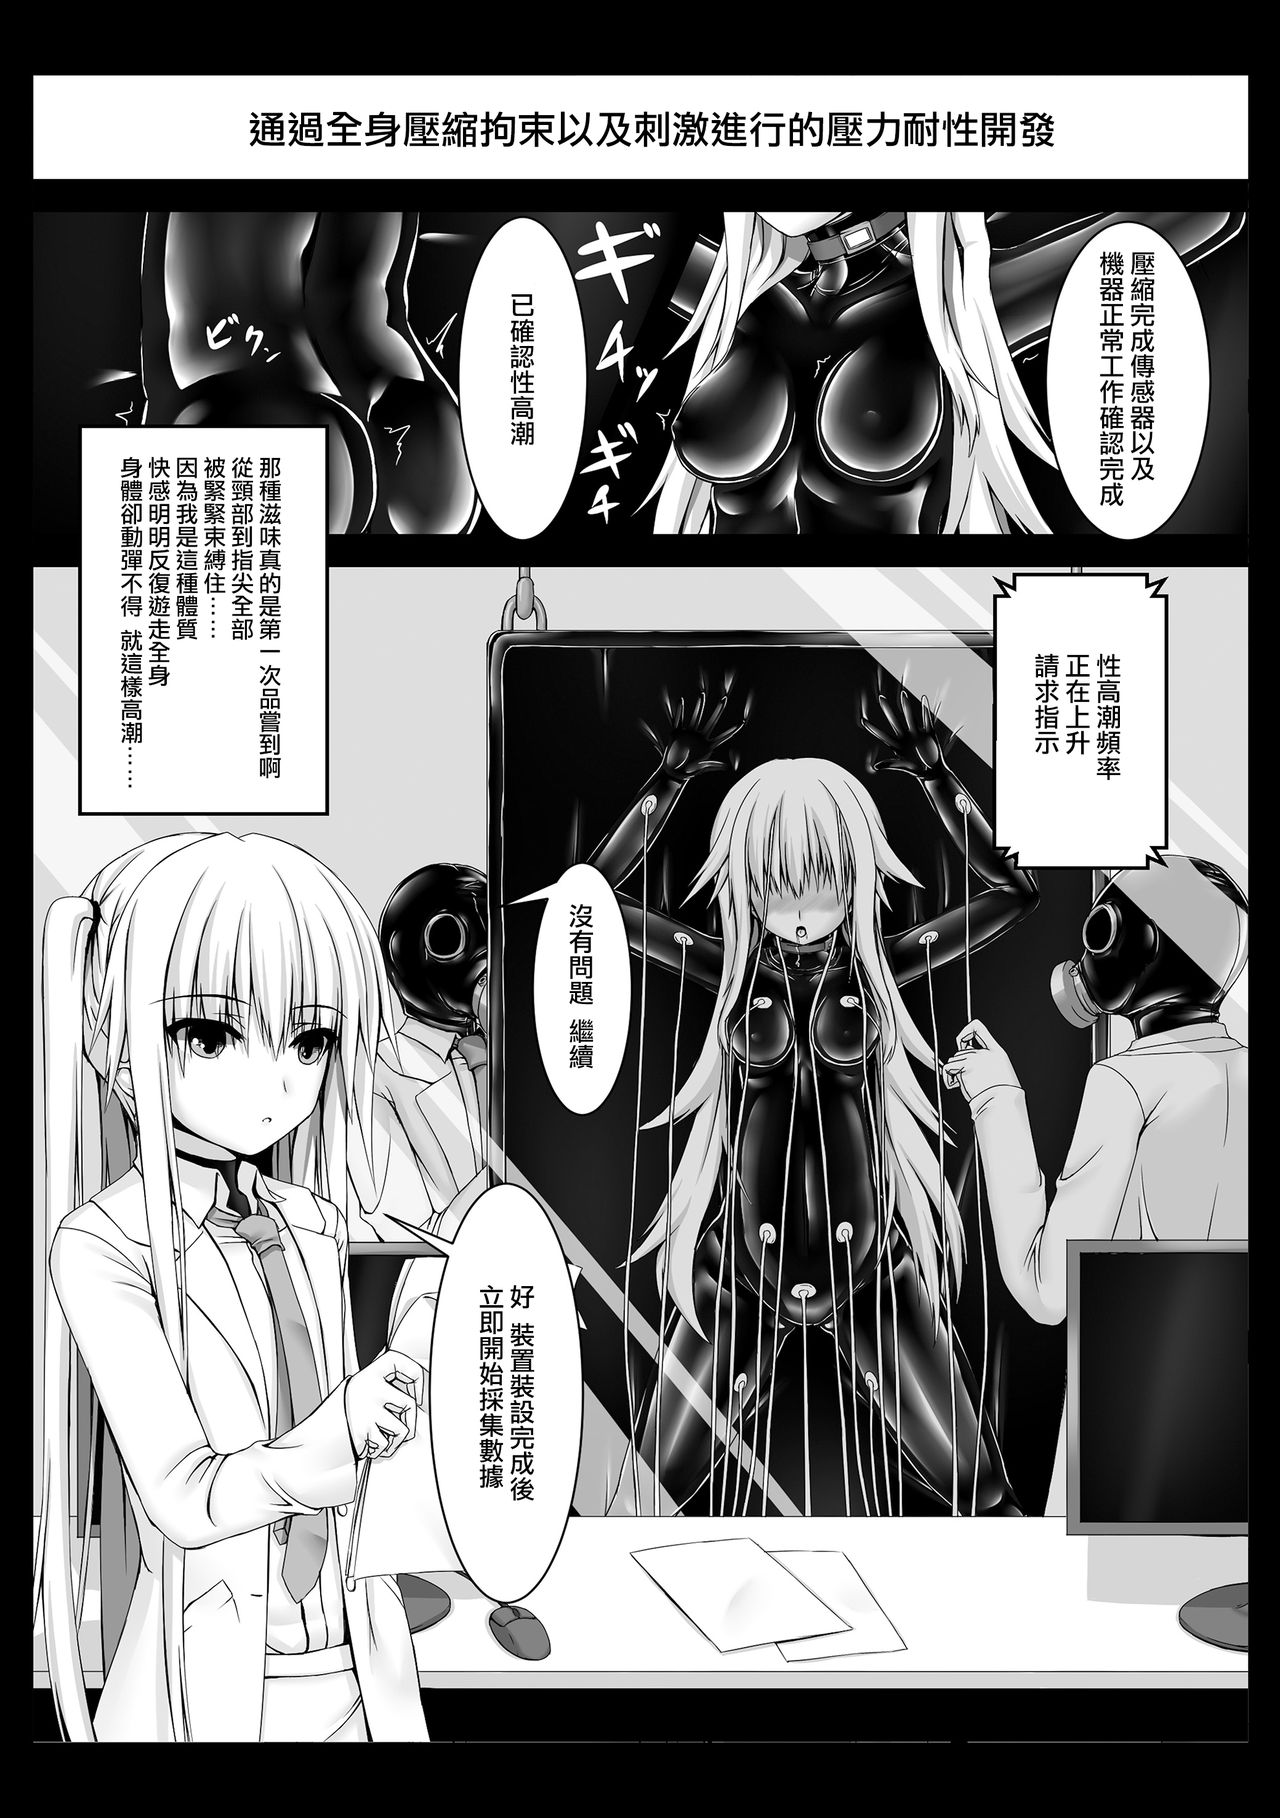 通過全身壓縮拘束以及刺激進行的壓力耐性開發
壓縮完成傳感器以及
機器正常工作確認完成
ギ
チ
チッ
ギ
チ
已確認性高潮
ビクン
那種滋味真的是第一次品嘗到啊
從頸部到指尖全部
被緊緊束縛住……
因為我是這種體質
快感明明反復遊走全身
身體卻動彈不得 就這樣高潮……
性高潮頻率
正在上升
請求指示
沒有問題 繼續
好 裝置裝設完成後
立即開始採集數據